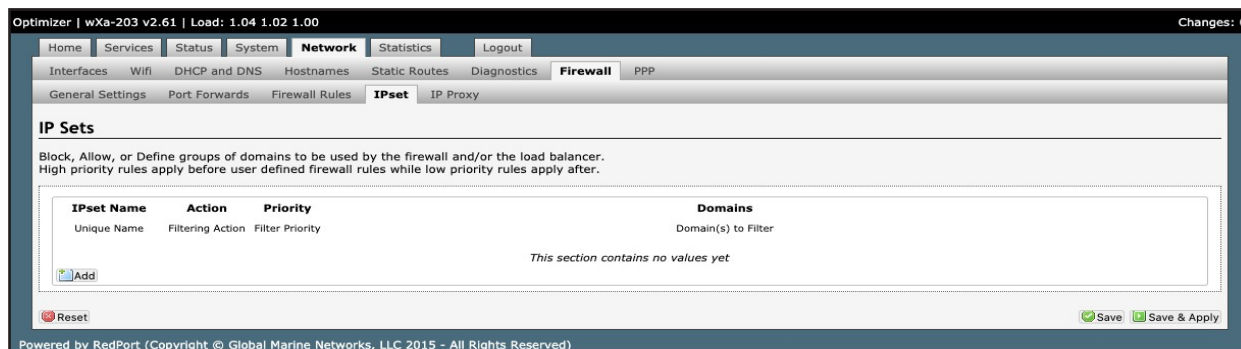 Optimizer | wXa-203 v2.61 | Load: 1.04 1.02 1.00 Changes:
Home Services Status System Network Statistics Logout
Interfaces Wifi DHCP and DNS Hostnames Static Routes Diagnostics Firewall PPP
General Settings Port Forwards Firewall Rules IPset IP Proxy
IP Sets
Block, Allow, or Define groups of domains to be used by the firewall and/or the load balancer.
High priority rules apply before user defined firewall rules while low priority rules apply after.
IPset Name Action Priority Domains
Unique Name Filtering Action Filter Priority Domain(s) to Filter
This section contains no values yet
Add
Reset Save Save & Apply
Powered by RedPort (Copyright © Global Marine Networks, LLC 2015 - All Rights Reserved)